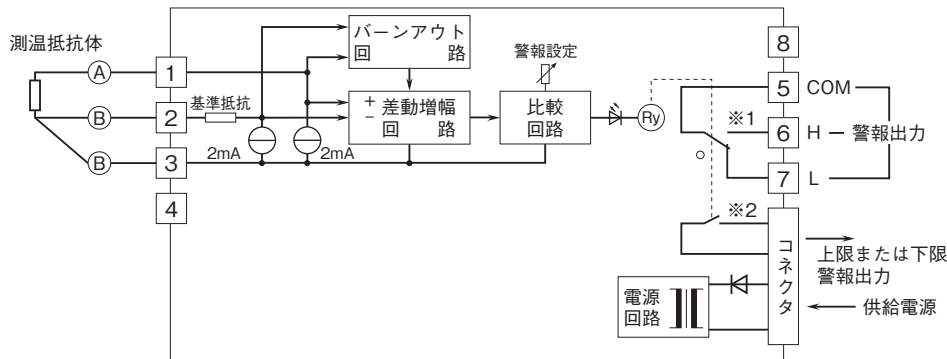 測温抵抗体
A
B
B
1
2
3
4
基準抵抗
2mA
2mA
バーンアウト
回 路
+
−
差動増幅
回 路
警報設定
比較
回路
Ry
8
5
COM
※1
6
H
警報出力
7
L
※2
コネクタ
上限または下限
警報出力
供給電源
電源
回路